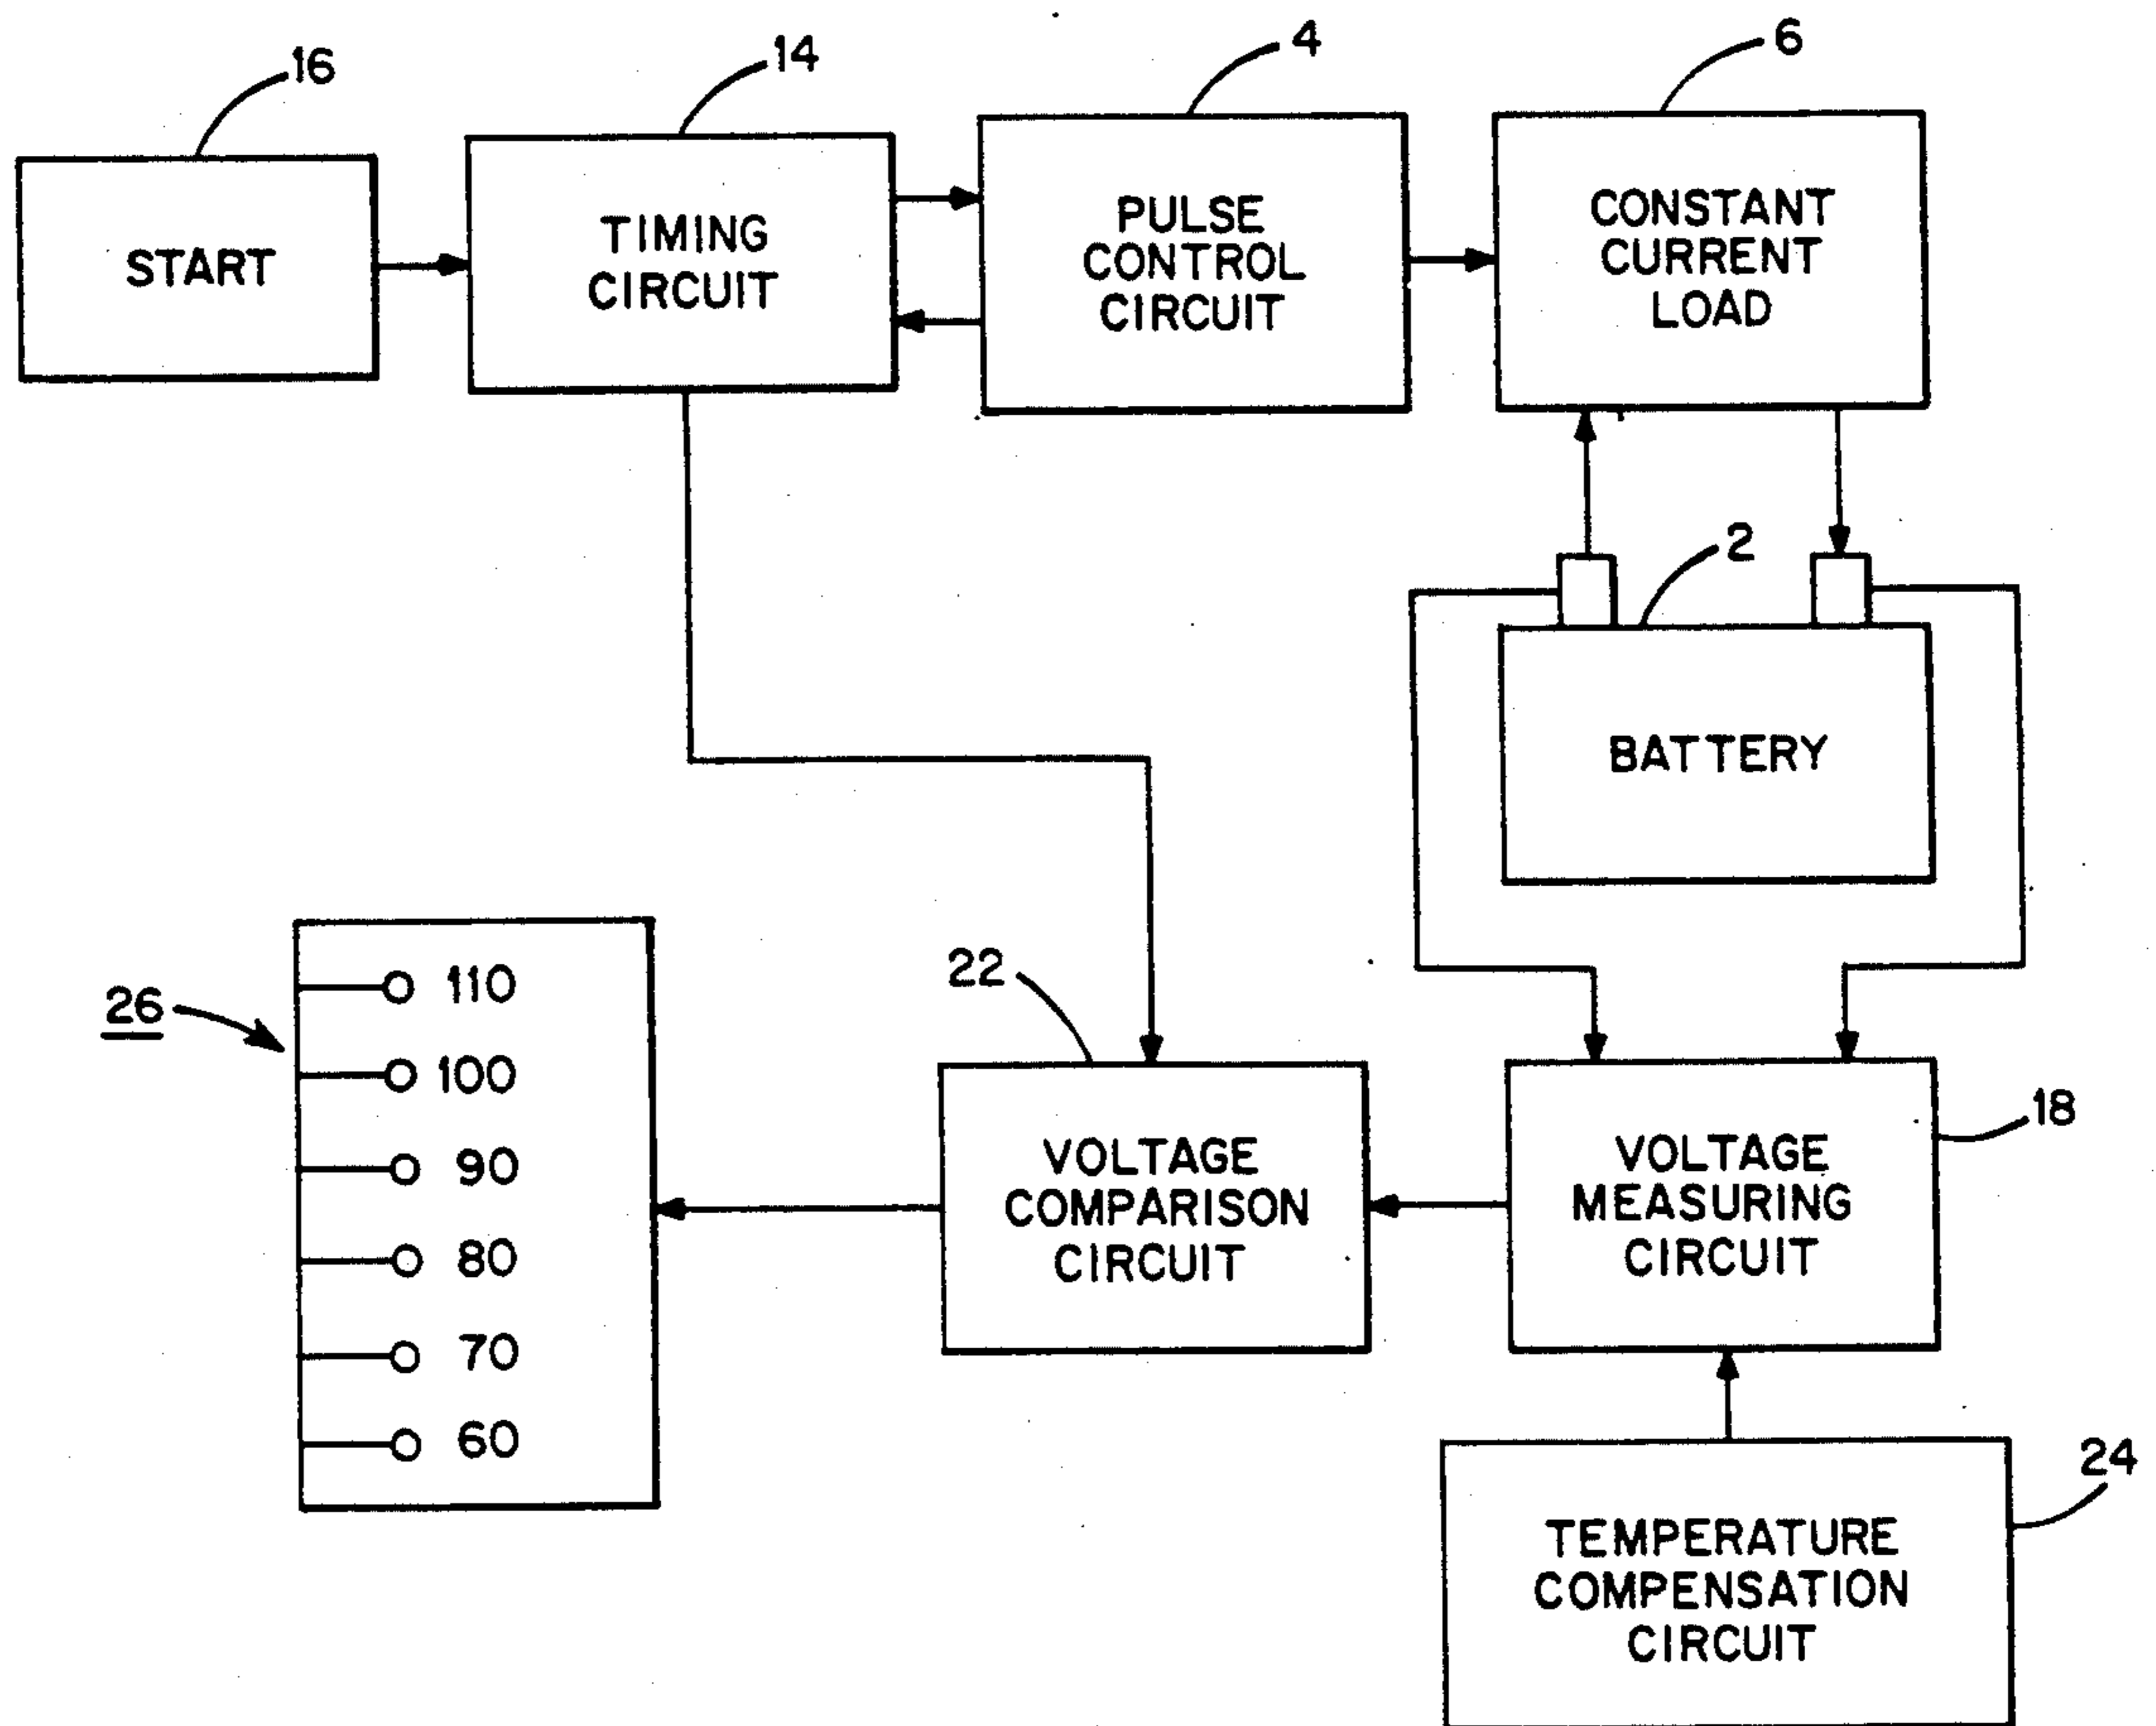 16
14
4
6
START
TIMING
CIRCUIT
PULSE
CONTROL
CIRCUIT
CONSTANT
CURRENT
LOAD
2
BATTERY
26
110
100
90
80
70
60
22
VOLTAGE
COMPARISON
CIRCUIT
18
VOLTAGE
MEASURING
CIRCUIT
24
TEMPERATURE
COMPENSATION
CIRCUIT